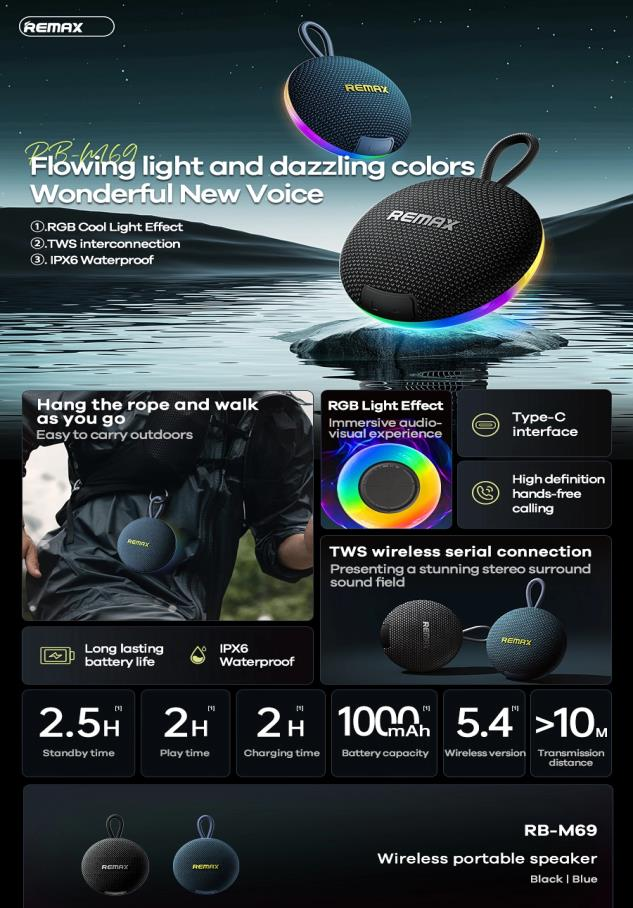 REMAX
REMAX
RB-M69
Flowing light and dazzling colors
Wonderful New Voice
REMAX
①.RGB Cool Light Effect
②.TWS interconnection
③. IPX6 Waterproof
Hang the rope and walk
as you go
Easy to carry outdoors
REMAX
RGB Light Effect
Immersive audio-
visual experience
Type-C
interface
High definition
hands-free
calling
TWS wireless serial connection
Presenting a stunning stereo surround
sound field
REMAX
REMAX
Long lasting
battery life
IPX6
Waterproof
2.5H [1]
Standby time
2H [1]
Play time
2H [1]
Charging time
1000mAh [1]
Battery capacity
5.4 [1]
Wireless version
>10M
Transmission
distance
REMAX
REMAX
RB-M69
Wireless portable speaker
Black | Blue